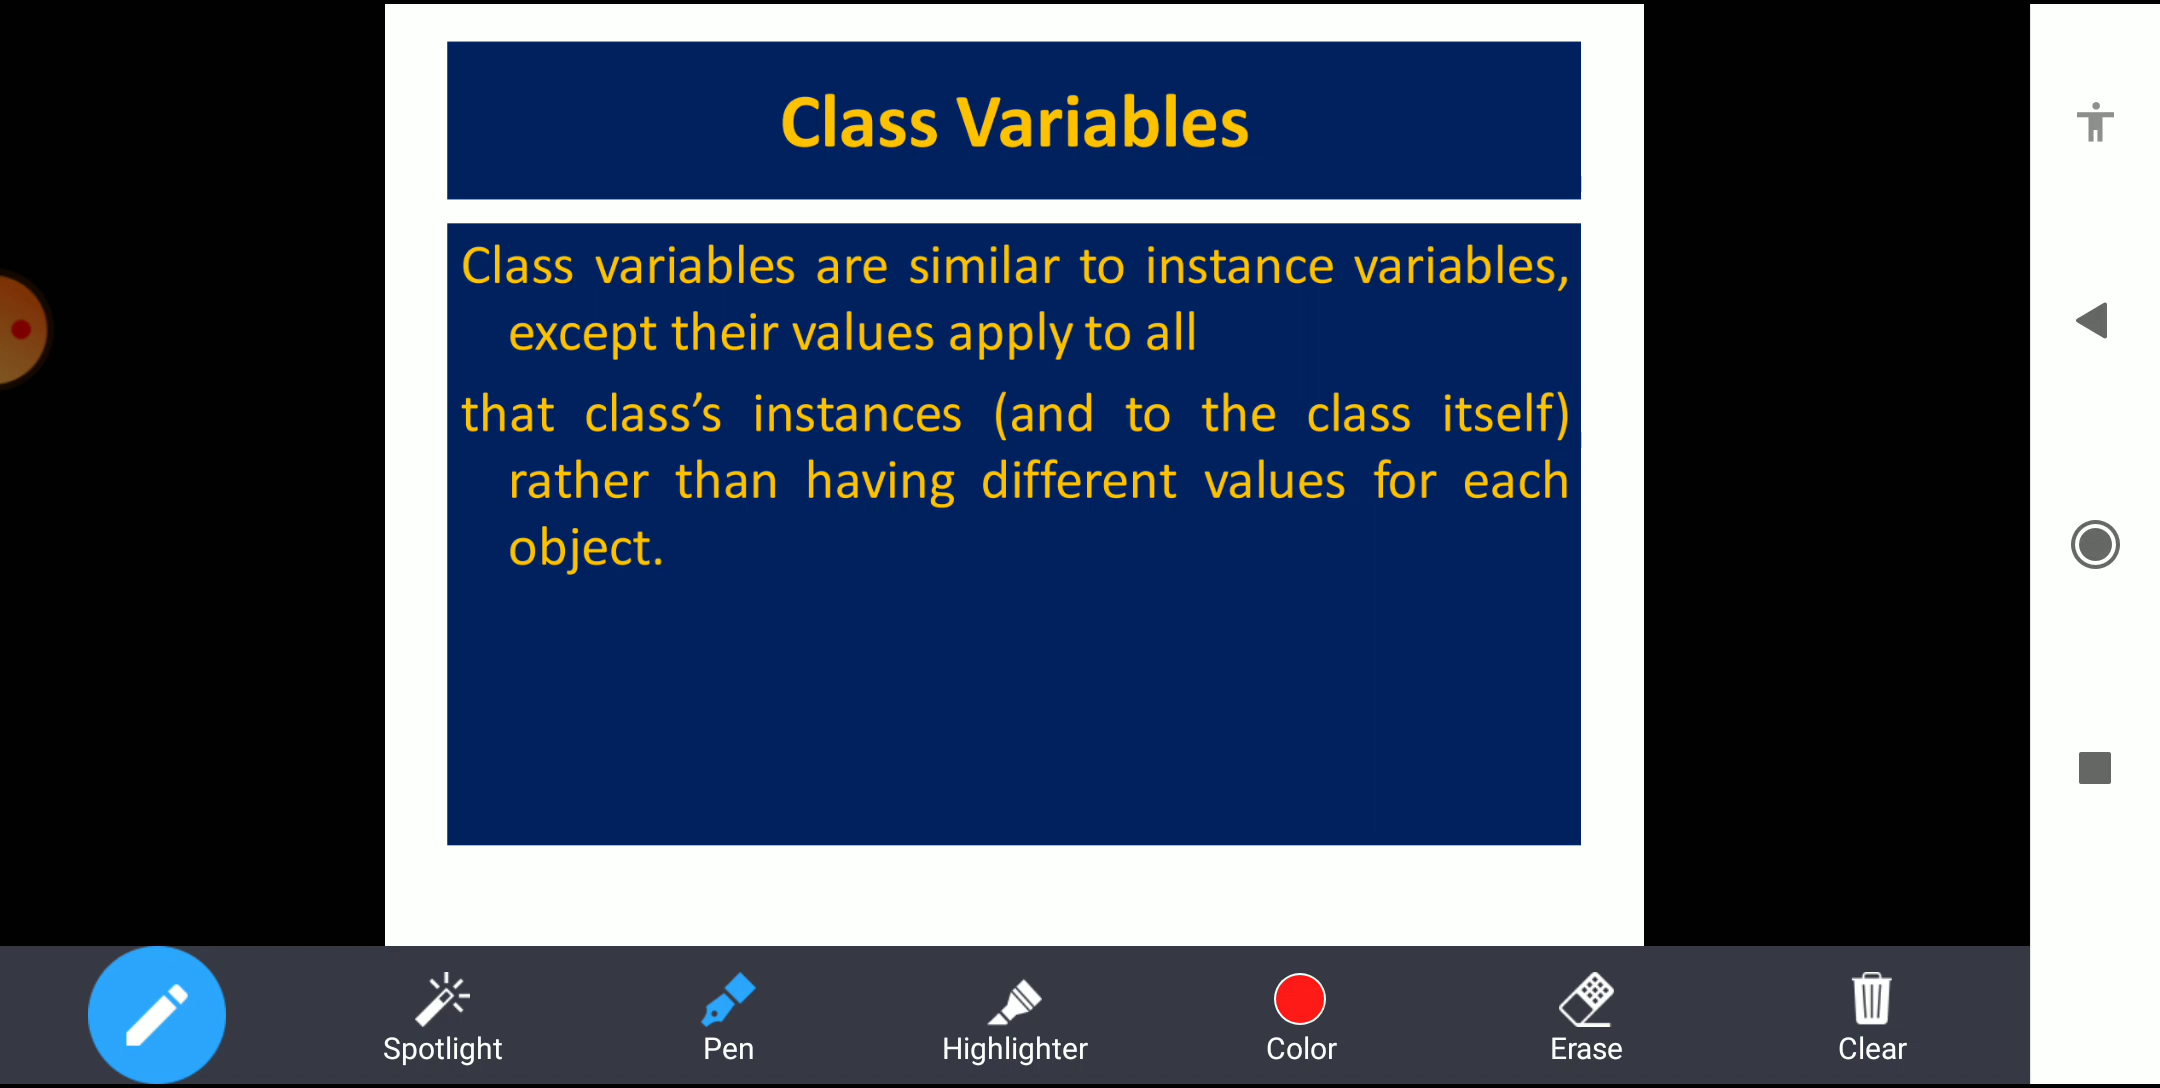 Class Variables
Class variables are similar to instance variables,
except their values apply to all
that class’s instances (and to the class itself)
rather than having different values for each
object.
Spotlight Pen Highlighter Color Erase Clear